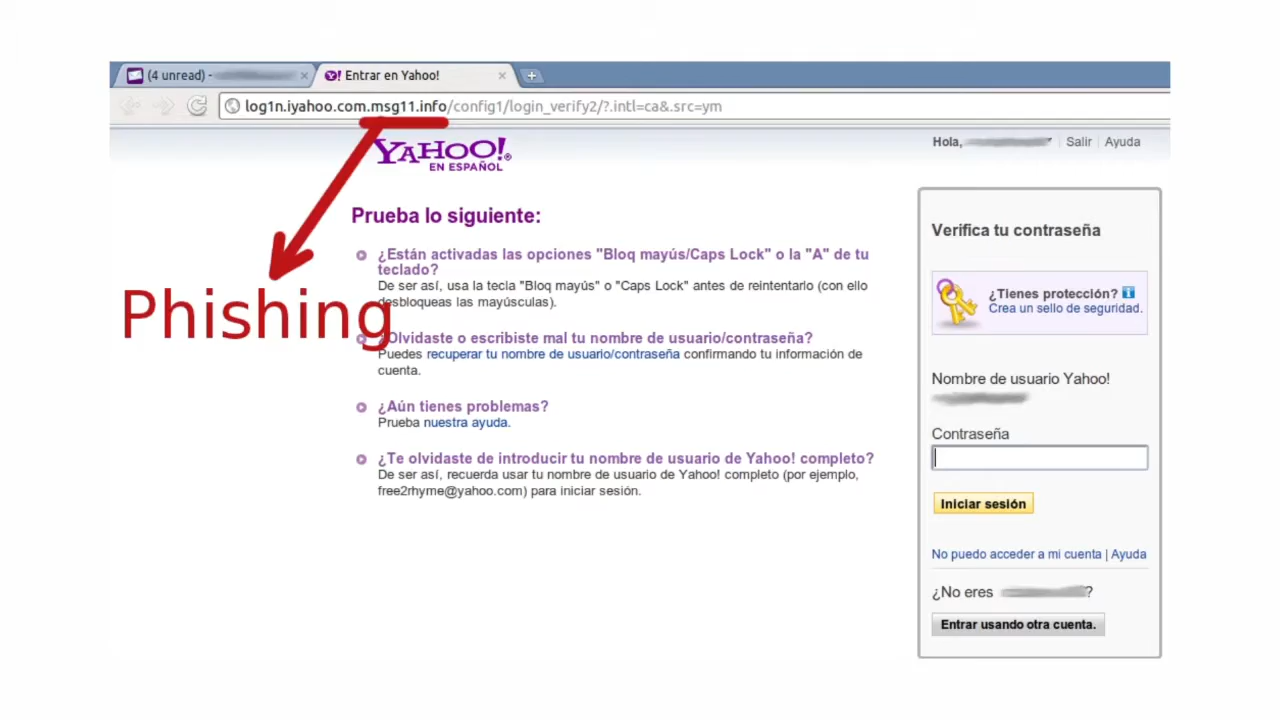 (4 unread) -
Entrar en Yahoo!
log1n.iyahoo.com.msg11.info/config1/login_verify2/?.intl=ca&.src=ym
YAHOO!®
EN ESPAÑOL
Hola,
Salir | Ayuda
Phishing
Prueba lo siguiente:
¿Están activadas las opciones "Bloq mayús/Caps Lock" o la "A" de tu
teclado?
De ser así, usa la tecla "Bloq mayús" o "Caps Lock" antes de reintentarlo (con ello
desbloqueas las mayúsculas).
¿Olvidaste o escribiste mal tu nombre de usuario/contraseña?
Puedes recuperar tu nombre de usuario/contraseña confirmando tu información de
cuenta.
¿Aún tienes problemas?
Prueba nuestra ayuda.
¿Te olvidaste de introducir tu nombre de usuario de Yahoo! completo?
De ser así, recuerda usar tu nombre de usuario de Yahoo! completo (por ejemplo,
free2rhyme@yahoo.com) para iniciar sesión.
Verifica tu contraseña
¿Tienes protección?
Crea un sello de seguridad.
Nombre de usuario Yahoo!
Contraseña
Iniciar sesión
No puedo acceder a mi cuenta | Ayuda
¿No eres ?
Entrar usando otra cuenta.